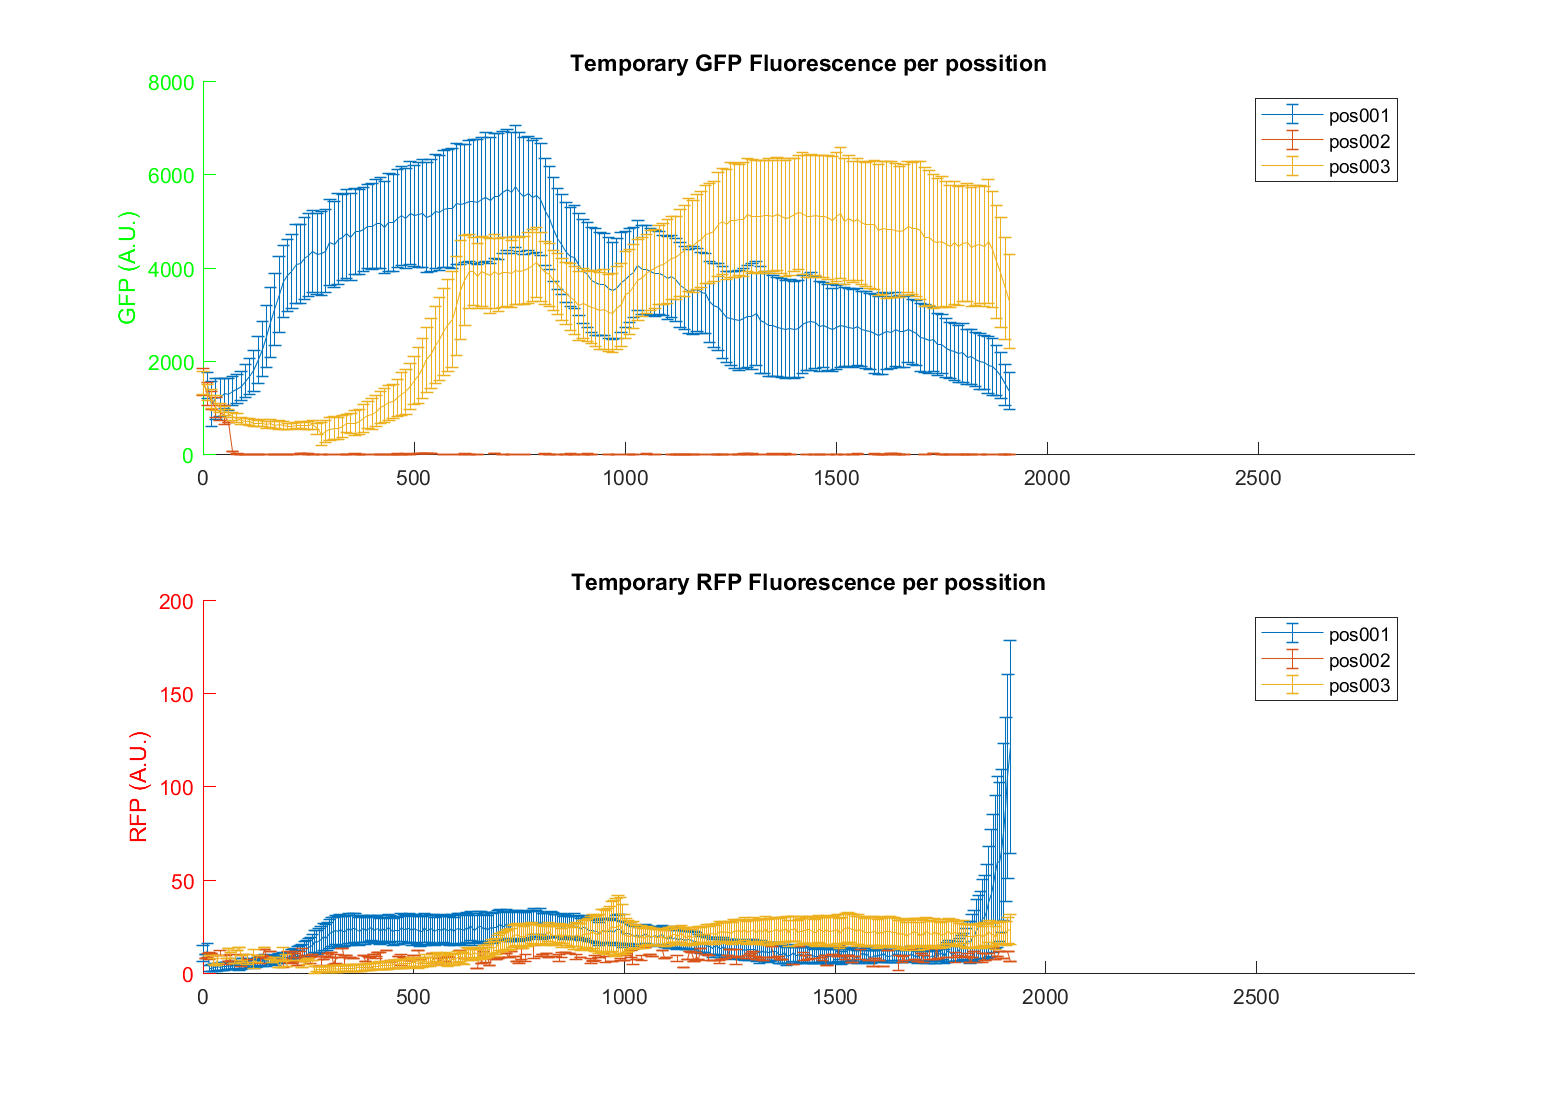 Temporary GFP Fluorescence per possition
8000
6000
4000
2000
0
GFP (A.U.)
0 500 1000 1500 2000 2500
pos001
pos002
pos003
Temporary RFP Fluorescence per possition
200
150
100
50
0
RFP (A.U.)
0 500 1000 1500 2000 2500
pos001
pos002
pos003